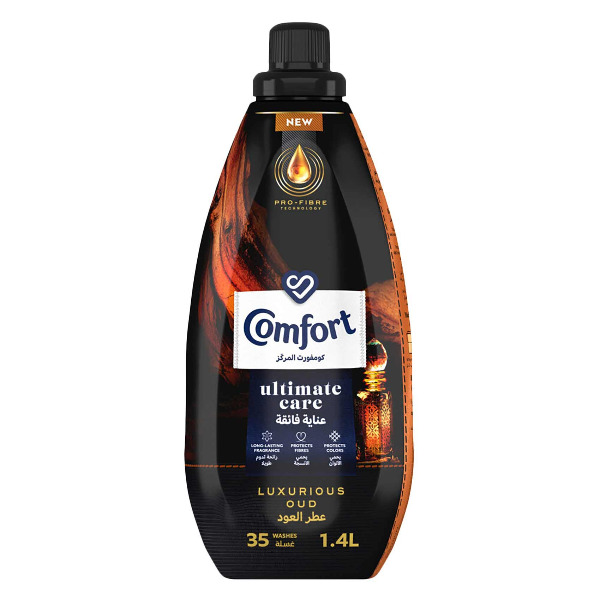 NEW
PRO-FIBRE
TECHNOLOGY
Comfort
كومفورت المركز
ultimate
care
عناية فائقة
LONG-LASTING FRAGRANCE
رائحة تدوم طويلا
PROTECTS FIBRES
يحمي الأنسجة
PROTECTS COLORS
يحمي الألوان
LUXURIOUS
OUD
عطر العود
35 WASHES غسلة 1.4L